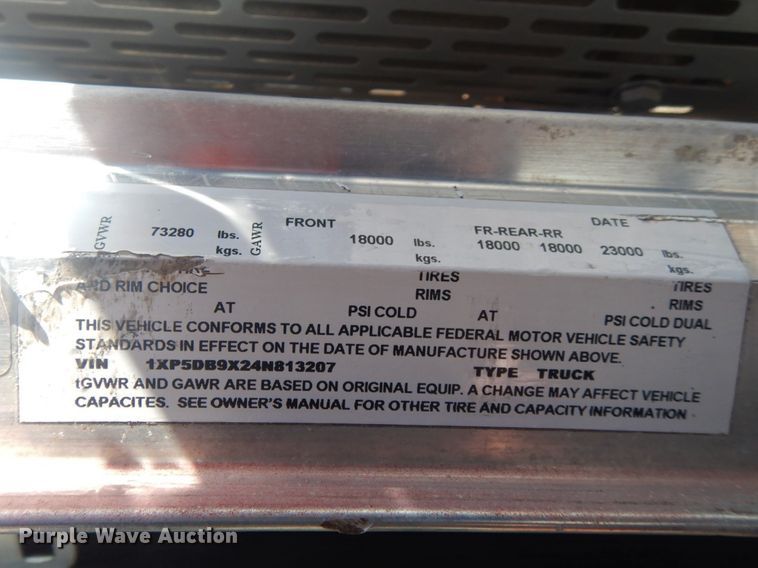 FRONT DATE
GVWR 73280 lbs. GAWR 18000 lbs. FR-REAR-RR 18000 18000 23000 lbs.
kgs. kgs. kgs.
TIRES TIRES
AND RIM CHOICE RIMS RIMS
AT PSI COLD AT PSI COLD DUAL
THIS VEHICLE CONFORMS TO ALL APPLICABLE FEDERAL MOTOR VEHICLE SAFETY
STANDARDS IN EFFECT ON THE DATE OF MANUFACTURE SHOWN ABOVE.
VIN 1XP5DB9X24N813207 TYPE TRUCK
tGVWR AND GAWR ARE BASED ON ORIGINAL EQUIP. A CHANGE MAY AFFECT VEHICLE
CAPACITES. SEE OWNER'S MANUAL FOR OTHER TIRE AND CAPACITY INFORMATION
Purple Wave Auction